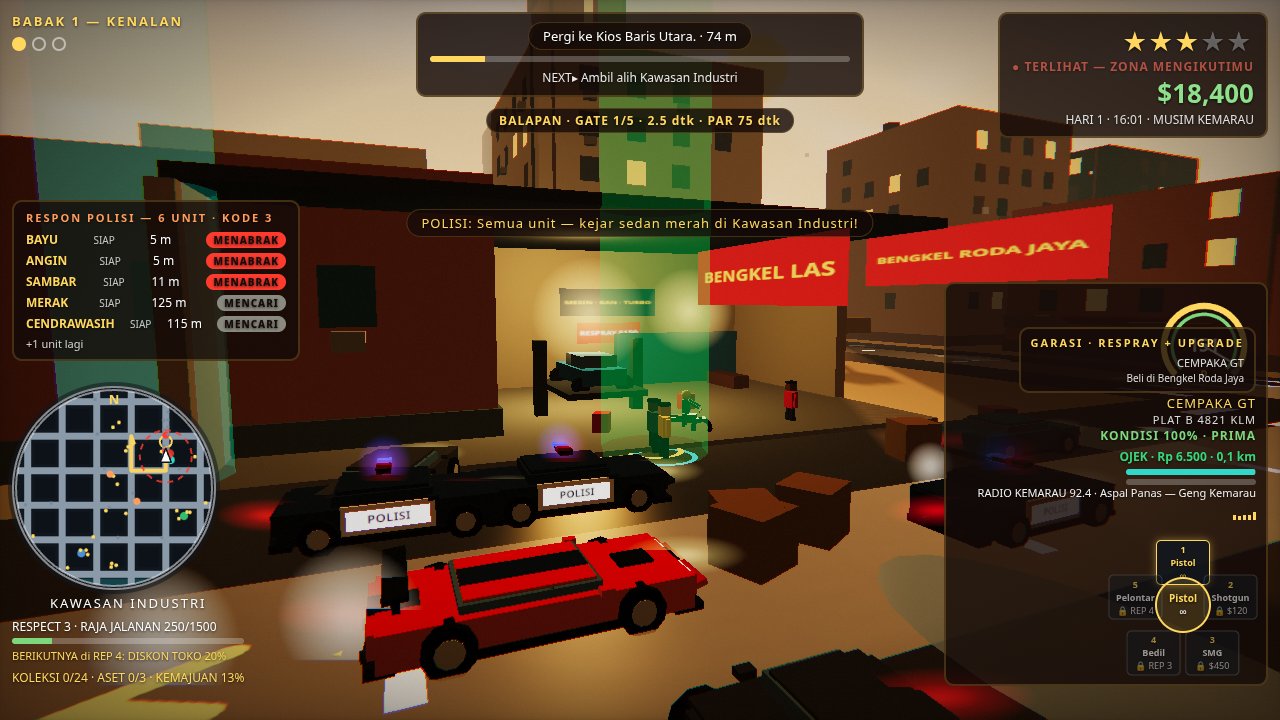 BABAK 1 — KENALAN
Pergi ke Kios Baris Utara. · 74 m
NEXT▸ Ambil alih Kawasan Industri
BALAPAN · GATE 1/5 · 2.5 dtk · PAR 75 dtk
★★★★★
● TERLIHAT — ZONA MENGIKUTIMU
$18,400
HARI 1 · 16:01 · MUSIM KEMARAU
POLISI: Semua unit — kejar sedan merah di Kawasan Industri!
RESPON POLISI — 6 UNIT · KODE 3
BAYU SIAP 5 m MENABRAK
ANGIN SIAP 5 m MENABRAK
SAMBAR SIAP 11 m MENABRAK
MERAK SIAP 125 m MENCARI
CENDRAWASIH SIAP 115 m MENCARI
+1 unit lagi
BENGKEL LAS
BENGKEL RODA JAYA
POLISI
POLISI
POLISI
GARASI · RESPRAY + UPGRADE
CEMPAKA GT
Beli di Bengkel Roda Jaya
CEMPAKA GT
PLAT B 4821 KLM
KONDISI 100% · PRIMA
OJEK · Rp 6.500 · 0,1 km
RADIO KEMARAU 92.4 · Aspal Panas — Geng Kemarau
1
Pistol
∞
5
Pelontar
🔒 REP 4
Pistol
∞
2
Shotgun
🔒 $120
4
Bedil
🔒 REP 3
3
SMG
🔒 $450
N
KAWASAN INDUSTRI
RESPECT 3 · RAJA JALANAN 250/1500
BERIKUTNYA di REP 4: DISKON TOKO 20%
KOLEKSI 0/24 · ASET 0/3 · KEMAJUAN 13%